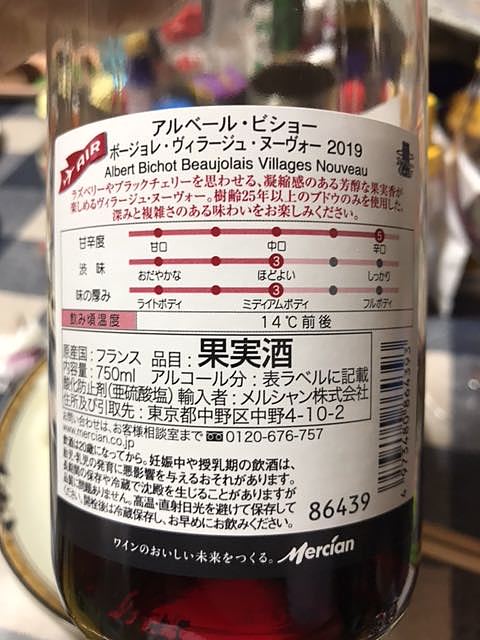 BY AIR
アルベール・ビショー
ボージョレ・ヴィラージュ・ヌーヴォー 2019
Albert Bichot Beaujolais Villages Nouveau
ラズベリーやブラックチェリーを思わせる、凝縮感のある芳醇な果実香が
楽しめるヴィラージュ・ヌーヴォー。樹齢25年以上のブドウのみを使用した、
深みと複雑さのある味わいをお楽しみください。
甘辛度 5
甘口 中口 辛口
渋味 3
おだやかな ほどよい しっかり
味の厚み 3
ライトボディ ミディアムボディ フルボディ
飲み頃温度 14℃前後
原産国:フランス 品目:果実酒
内容量:750ml アルコール分:表ラベルに記載
酸化防止剤(亜硫酸塩) 輸入者:メルシャン株式会社
住所及び引取先:東京都中野区中野4-10-2
お問い合わせは、お客様相談室まで 0120-676-757
www.mercian.co.jp
飲酒は20歳になってから。妊娠中や授乳期の飲酒は、
胎児・乳児の発育に悪影響を与えるおそれがあります。
長期間の保存や冷蔵で沈殿を生じることがありますが
品質に問題ありません。高温・直射日光を避けて保存して
ください。開栓後は冷蔵保存し、お早めにお飲みください。
86439
ワインのおいしい未来をつくる。 Mercian